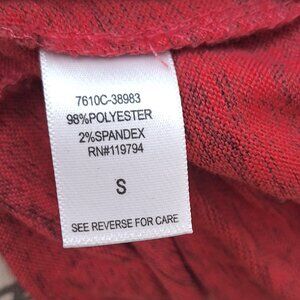 7610C-38983
98%POLYESTER
2%SPANDEX
RN#119794
S
SEE REVERSE FOR CARE